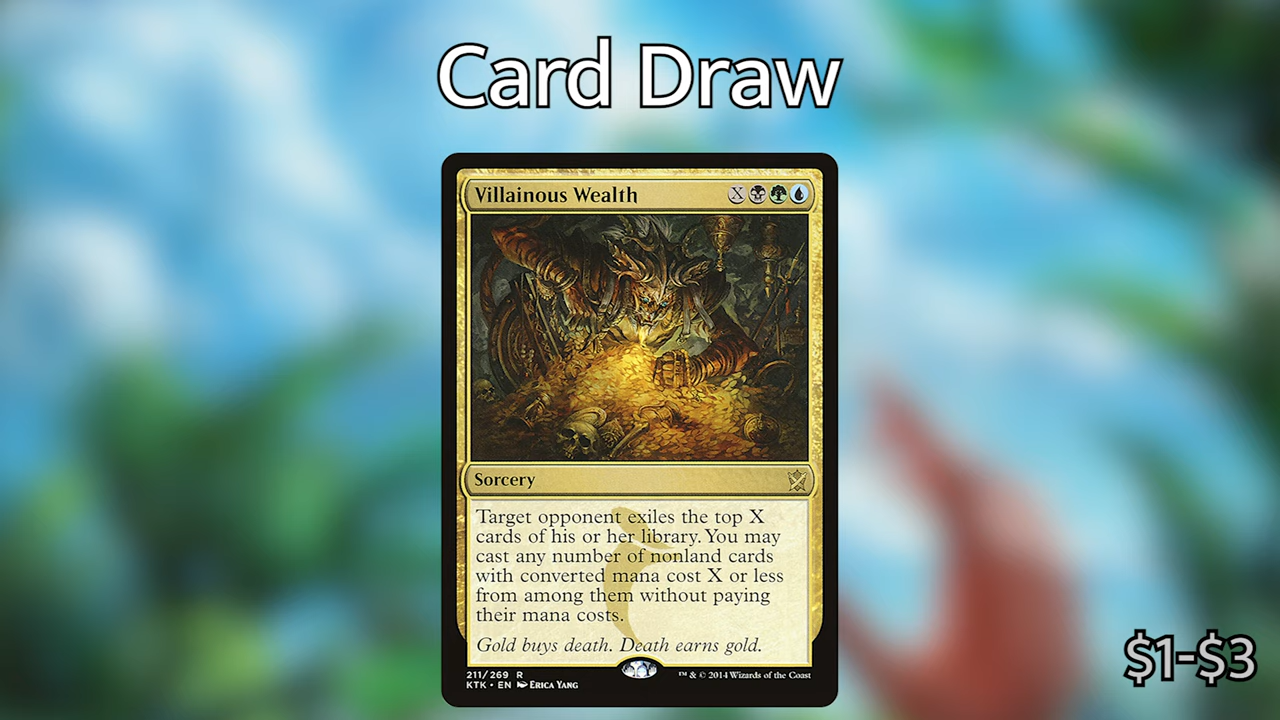 Card Draw
Villainous Wealth X
Sorcery
Target opponent exiles the top X
cards of his or her library. You may
cast any number of nonland cards
with converted mana cost X or less
from among them without paying
their mana costs.
Gold buys death. Death earns gold.
211/269 R
KTK • EN Erica Yang
™ & © 2014 Wizards of the Coast
$1-$3